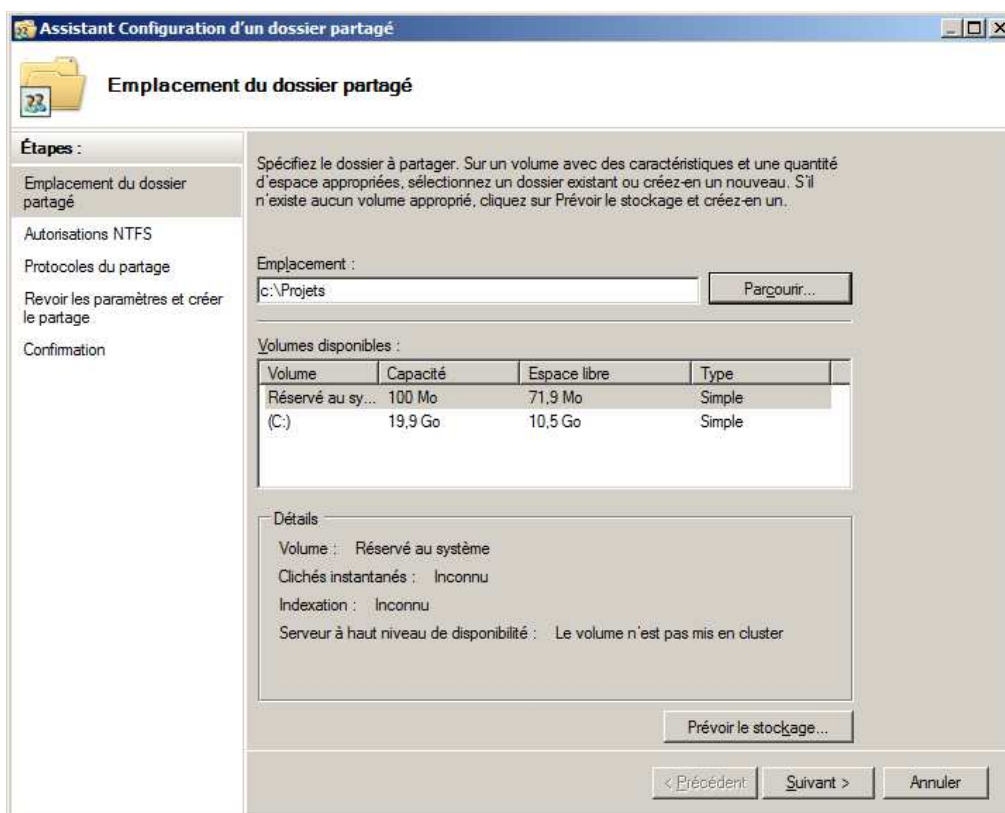 Assistant Configuration d'un dossier partagé
Emplacement du dossier partagé
Étapes :
Emplacement du dossier
partagé
Autorisations NTFS
Protocoles du partage
Revoir les paramètres et créer
le partage
Confirmation
Spécifiez le dossier à partager. Sur un volume avec des caractéristiques et une quantité
d'espace appropriées, sélectionnez un dossier existant ou créez-en un nouveau. S'il
n'existe aucun volume approprié, cliquez sur Prévoir le stockage et créez-en un.
Emplacement :
c:\Projets
Parcourir...
Volumes disponibles :
Volume Capacité Espace libre Type
Réservé au sy... 100 Mo 71,9 Mo Simple
(C:) 19,9 Go 10,5 Go Simple
Détails
Volume : Réservé au système
Clichés instantanés : Inconnu
Indexation : Inconnu
Serveur à haut niveau de disponibilité : Le volume n'est pas mis en cluster
Prévoir le stockage...
< Précédent Suivant > Annuler